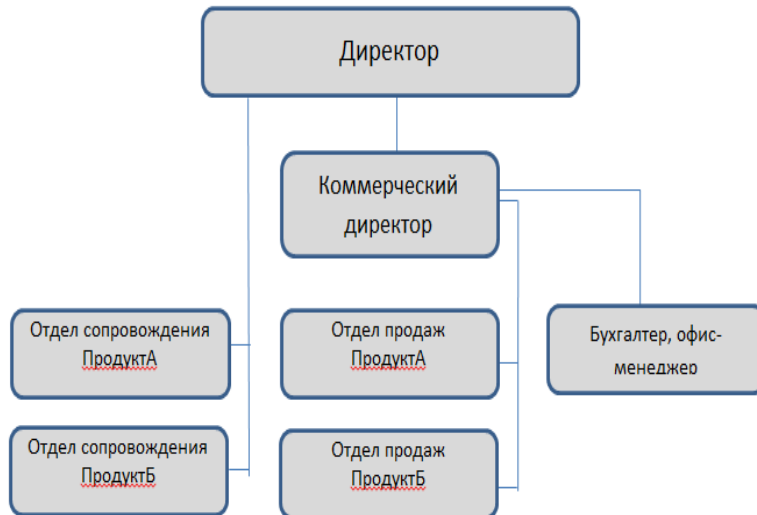 Директор
Коммерческий
директор
Отдел сопровождения
ПродуктА
Отдел продаж
ПродуктА
Бухгалтер, офис-
менеджер
Отдел сопровождения
ПродуктБ
Отдел продаж
ПродуктБ